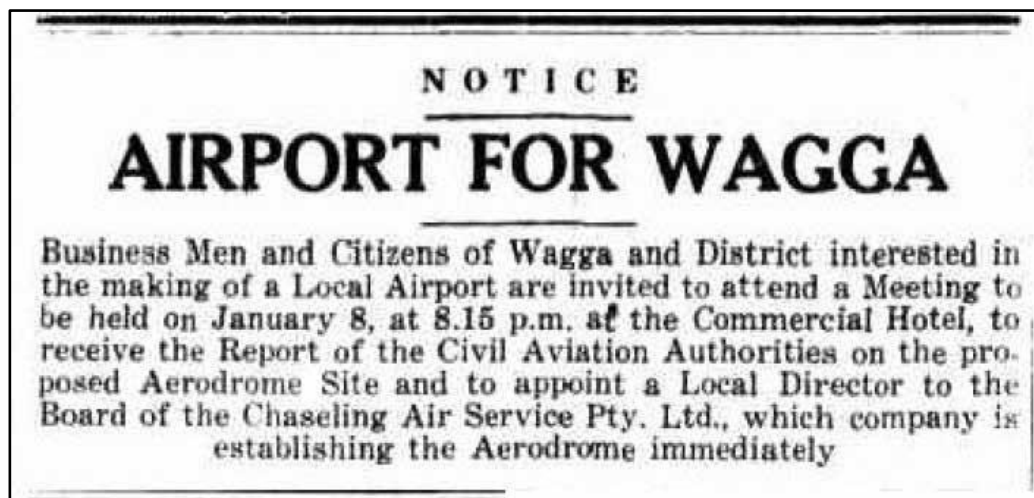 NOTICE
AIRPORT FOR WAGGA
Business Men and Citizens of Wagga and District interested in
the making of a Local Airport are invited to attend a Meeting to
be held on January 8, at 8.15 p.m. at the Commercial Hotel, to
receive the Report of the Civil Aviation Authorities on the pro-
posed Aerodrome Site and to appoint a Local Director to the
Board of the Chaseling Air Service Pty. Ltd., which company is
establishing the Aerodrome immediately